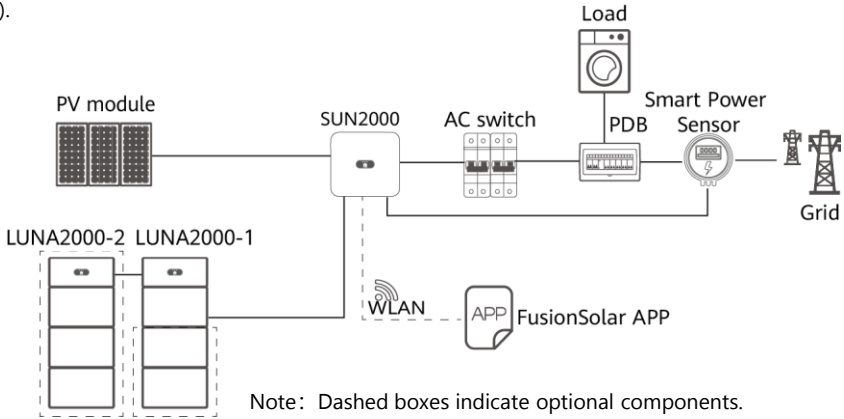 ).
Load
PV module
SUN2000
AC switch
PDB
Smart Power
Sensor
Grid
LUNA2000-2
LUNA2000-1
WLAN
APP
FusionSolar APP
Note：Dashed boxes indicate optional components.